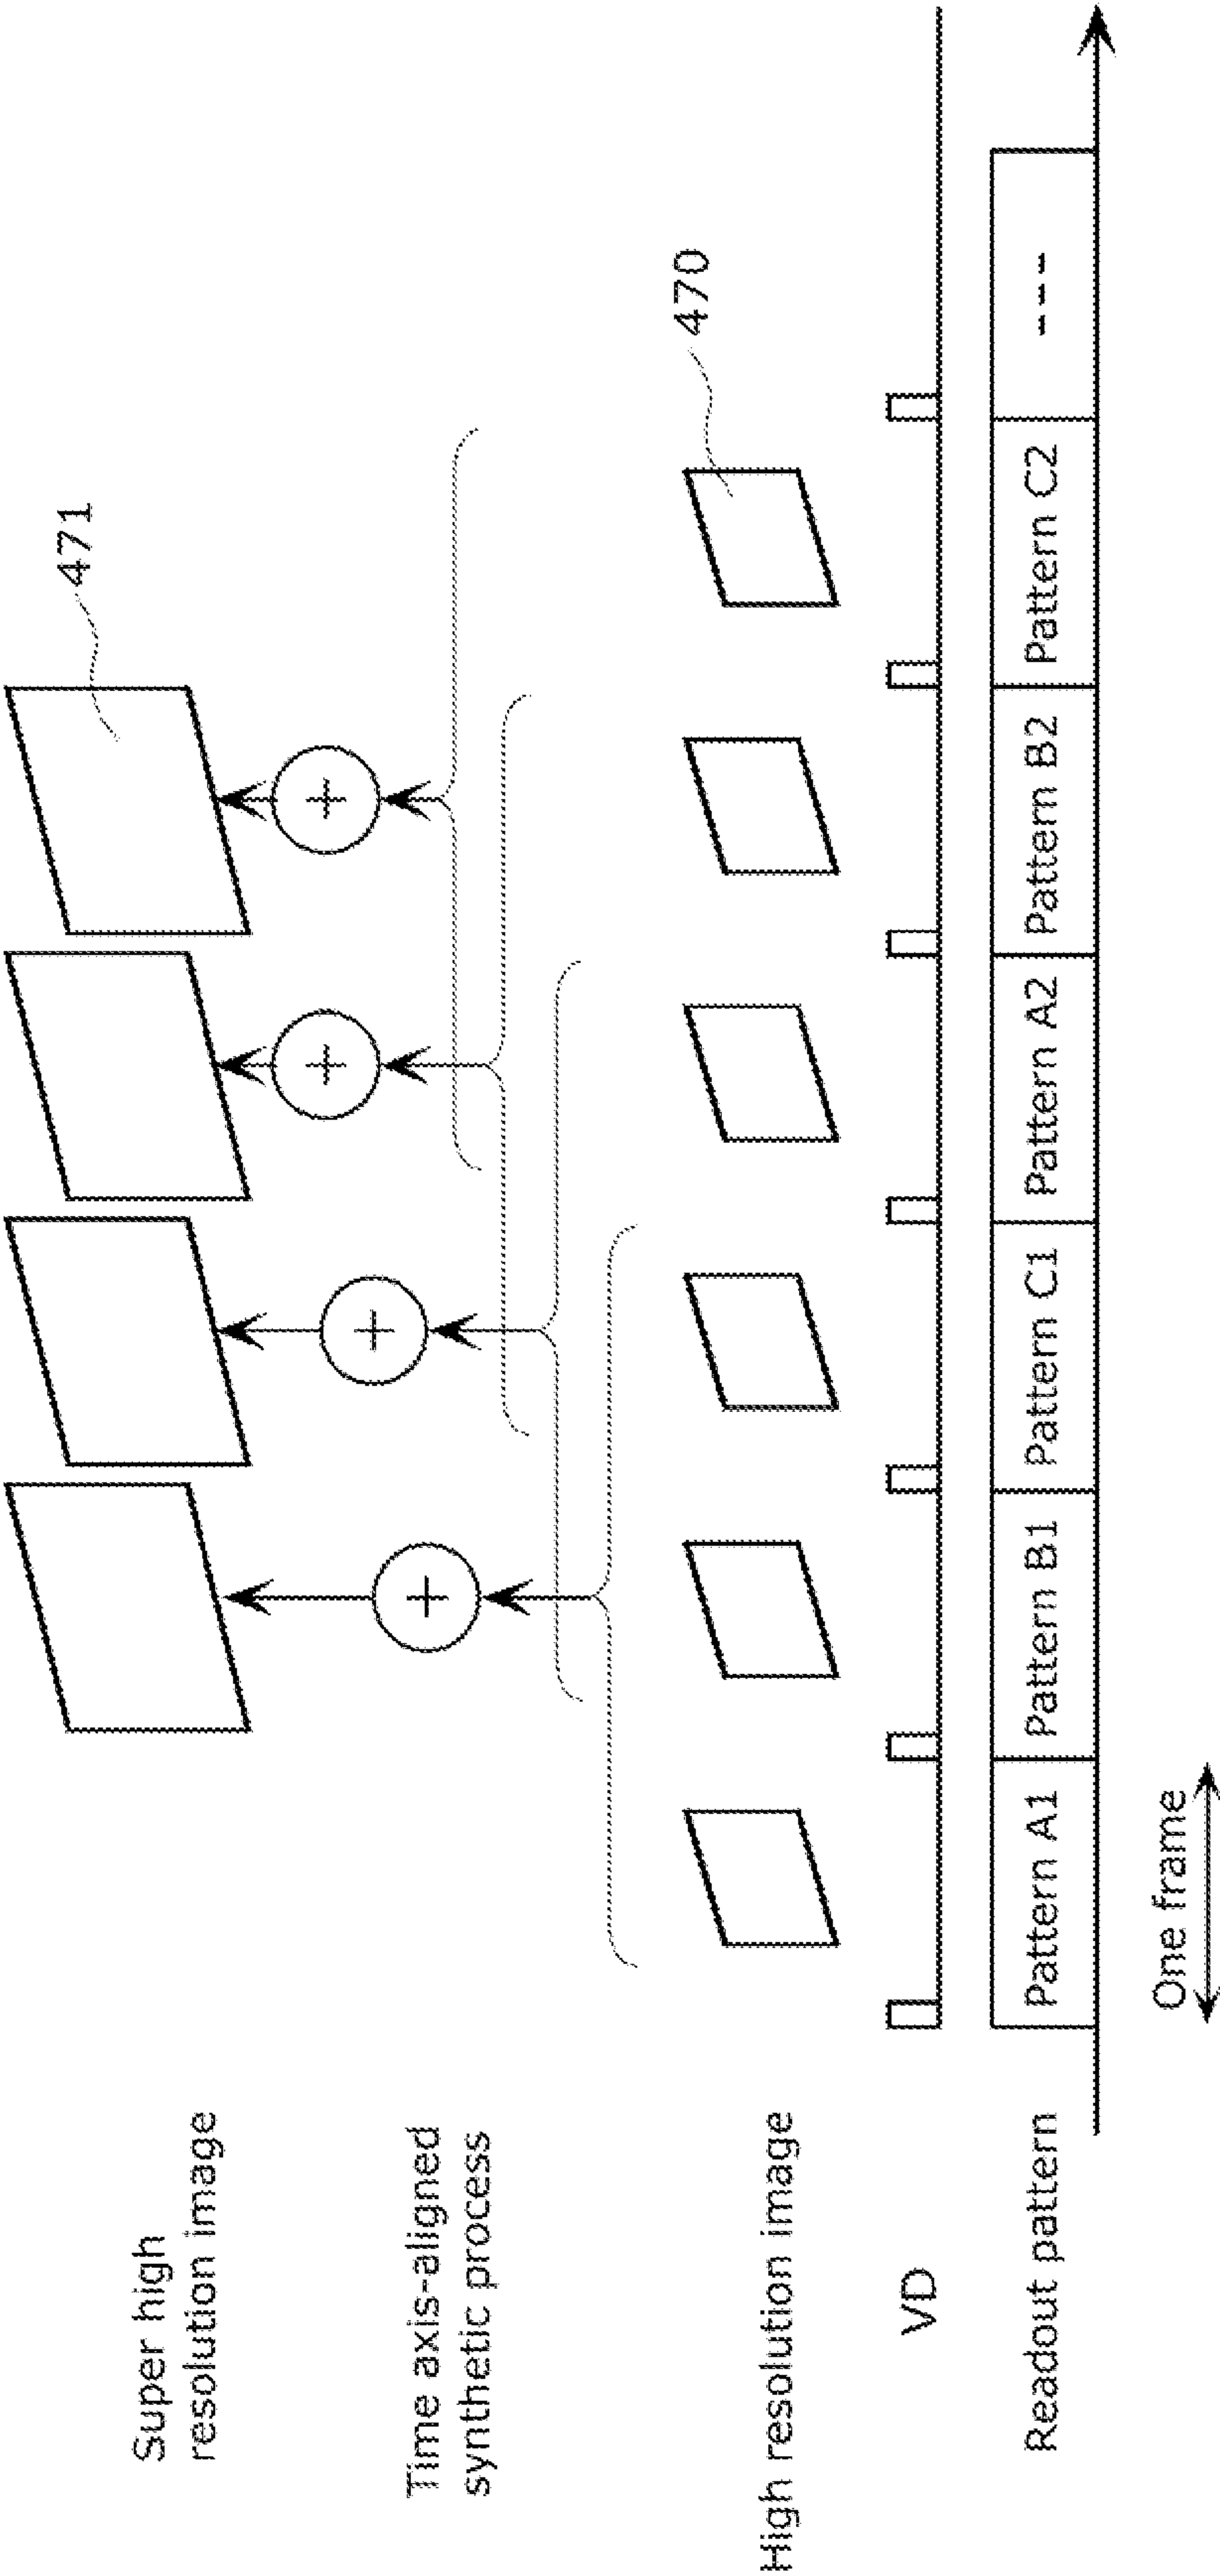 Super high
resolution image
471
Time axis-aligned
synthetic process
+
+
+
+
High resolution image
470
VD
Readout pattern
Pattern A1
Pattern B1
Pattern C1
Pattern A2
Pattern B2
Pattern C2
---
One frame